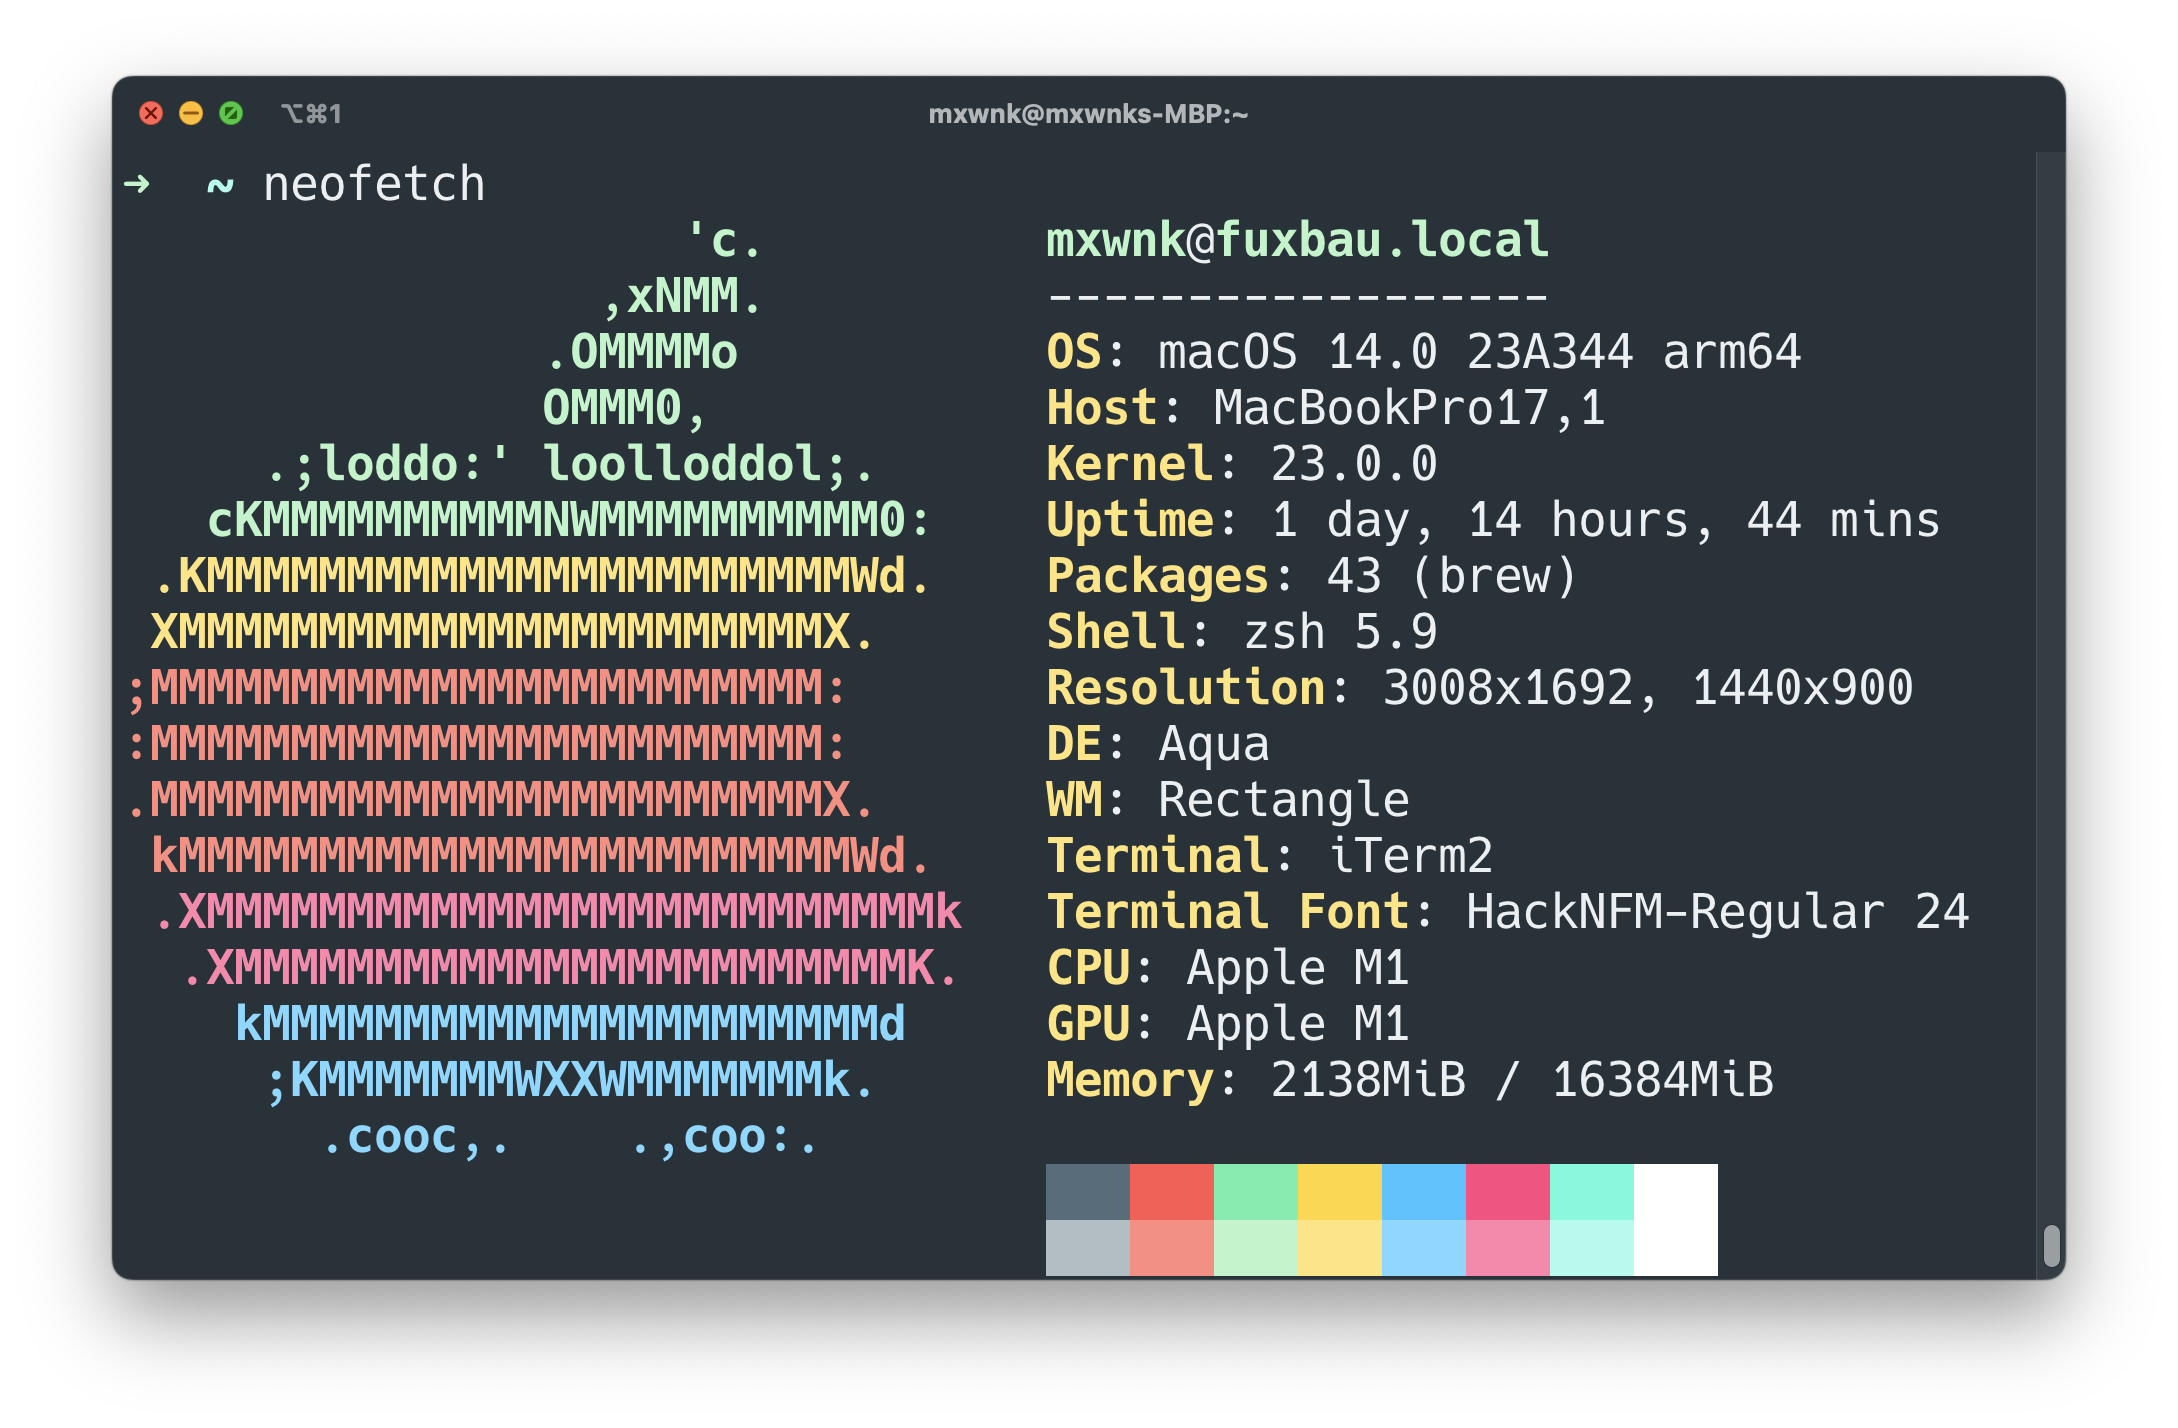 ⌥⌘1
mxwnk@mxwnks-MBP:~
➜  ~ neofetch
                    'c.
                 ,xNMM.
               .OMMMMo
               OMMM0,
     .;loddo:' loolloddol;.
   cKMMMMMMMMMMNWMMMMMMMMMM0:
 .KMMMMMMMMMMMMMMMMMMMMMMMWd.
 XMMMMMMMMMMMMMMMMMMMMMMMX.
;MMMMMMMMMMMMMMMMMMMMMMMM:
:MMMMMMMMMMMMMMMMMMMMMMMM:
.MMMMMMMMMMMMMMMMMMMMMMMMX.
 kMMMMMMMMMMMMMMMMMMMMMMMMWd.
 .XMMMMMMMMMMMMMMMMMMMMMMMMMMk
  .XMMMMMMMMMMMMMMMMMMMMMMMMK.
    kMMMMMMMMMMMMMMMMMMMMMMd
     ;KMMMMMMMWXXWMMMMMMMk.
       .cooc,.    .,coo:.
mxwnk@fuxbau.local
------------------
OS: macOS 14.0 23A344 arm64
Host: MacBookPro17,1
Kernel: 23.0.0
Uptime: 1 day, 14 hours, 44 mins
Packages: 43 (brew)
Shell: zsh 5.9
Resolution: 3008x1692, 1440x900
DE: Aqua
WM: Rectangle
Terminal: iTerm2
Terminal Font: HackNFM-Regular 24
CPU: Apple M1
GPU: Apple M1
Memory: 2138MiB / 16384MiB